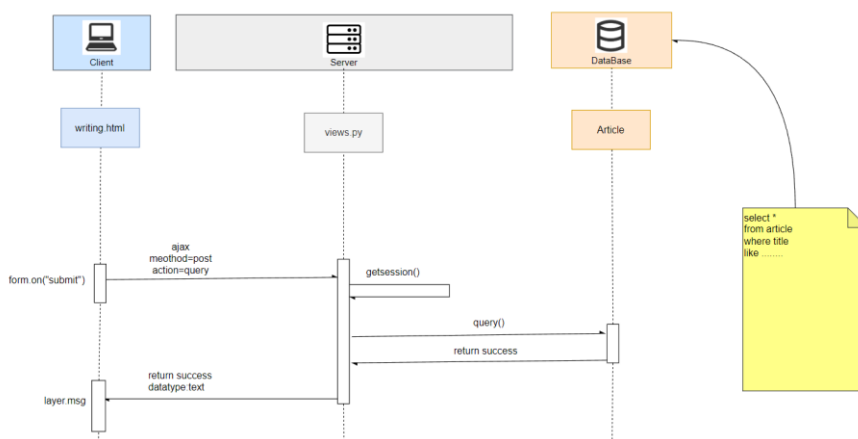 Client
Server
DataBase
writing.html
views.py
Article
select *
from article
where title
like ........
ajax
meothod=post
action=query
form.on("submit")
getsession()
query()
return success
return success
datatype:text
layer.msg